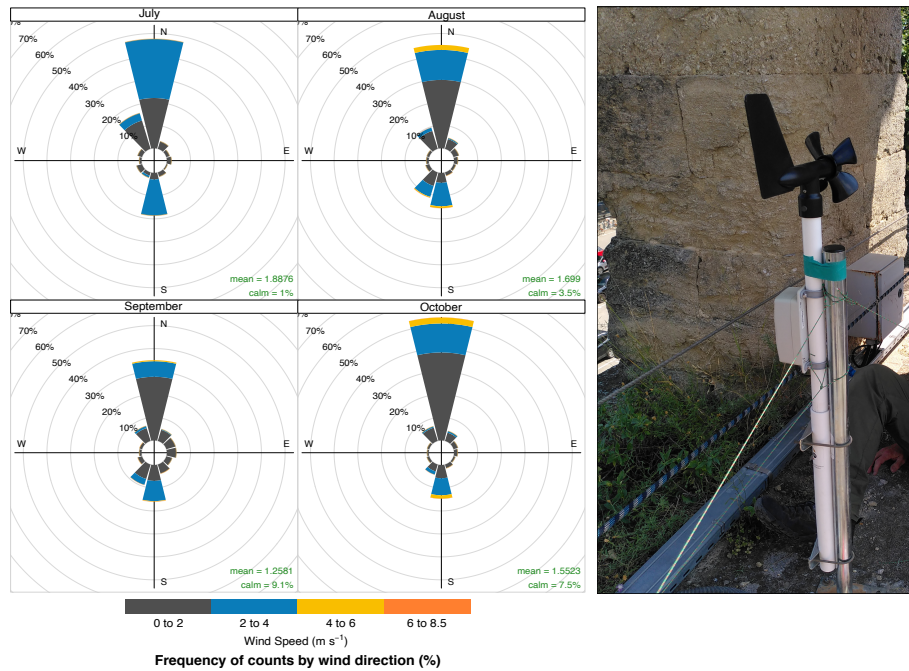 July
August
7%
70%
60%
50%
40%
30%
20%
10%
N
W
E
S
mean = 1.8876
calm = 1%
7%
70%
60%
50%
40%
30%
20%
10%
N
W
E
S
mean = 1.699
calm = 3.5%
September
October
7%
70%
60%
50%
40%
30%
20%
10%
N
W
E
S
mean = 1.2581
calm = 9.1%
7%
70%
60%
50%
40%
30%
20%
10%
N
W
E
S
mean = 1.5523
calm = 7.5%
0 to 2
2 to 4
4 to 6
6 to 8.5
Wind Speed (m s⁻¹)
Frequency of counts by wind direction (%)